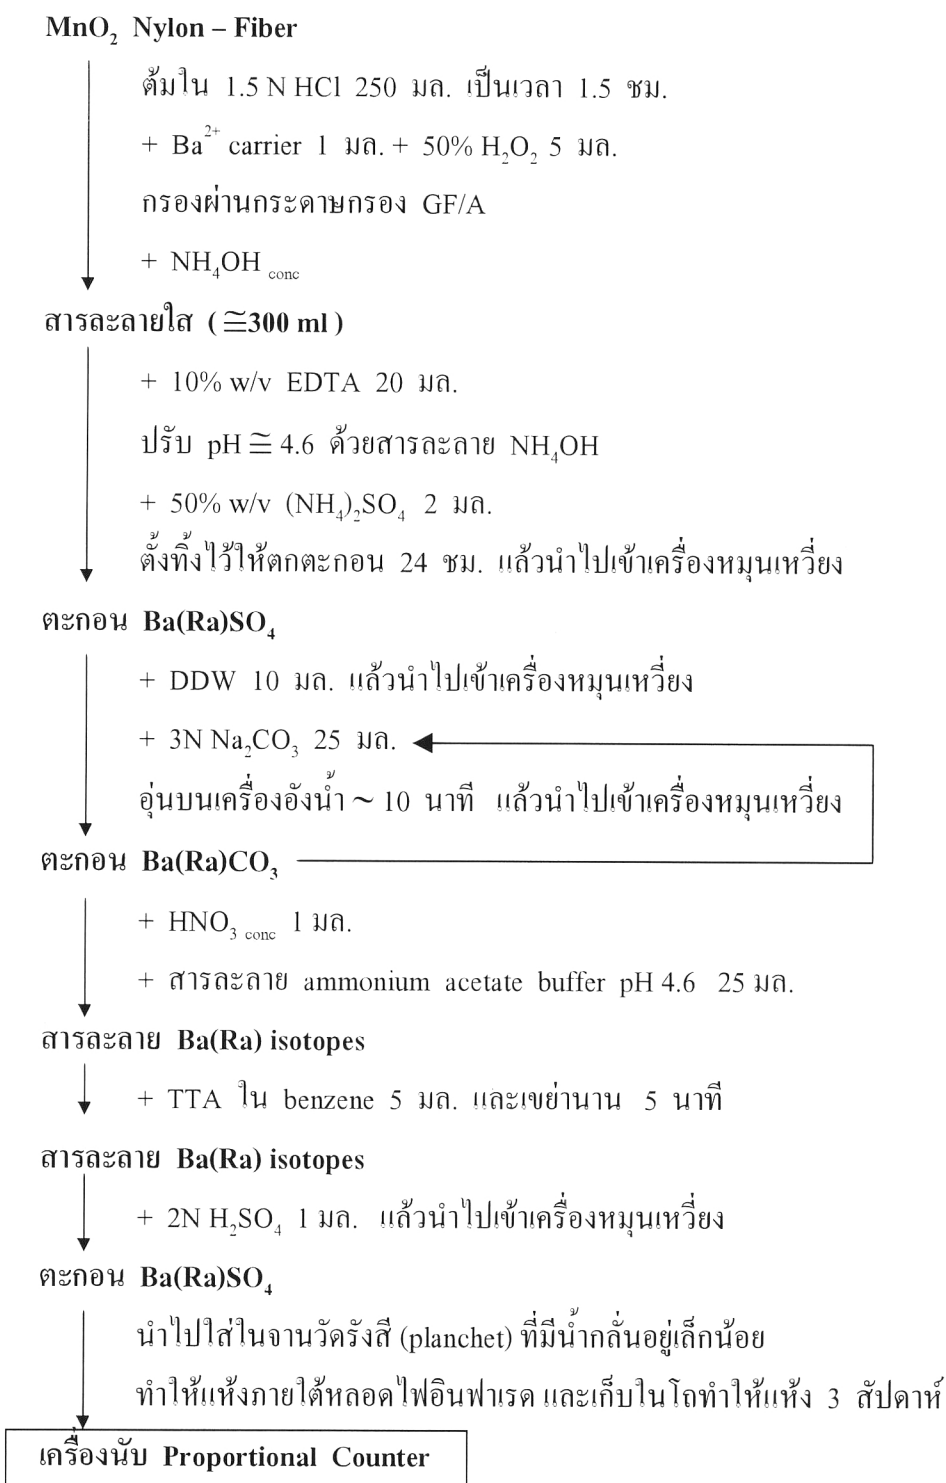 MnO₂ Nylon – Fiber
ต้มใน 1.5 N HCl 250 มล. เป็นเวลา 1.5 ชม.
+ Ba²⁺ carrier 1 มล. + 50% H₂O₂ 5 มล.
กรองผ่านกระดาษกรอง GF/A
+ NH₄OH conc
สารละลายใส ( ≅300 ml )
+ 10% w/v EDTA 20 มล.
ปรับ pH ≅ 4.6 ด้วยสารละลาย NH₄OH
+ 50% w/v (NH₄)₂SO₄ 2 มล.
ตั้งทิ้งไว้ให้ตกตะกอน 24 ชม. แล้วนำไปเข้าเครื่องหมุนเหวี่ยง
ตะกอน Ba(Ra)SO₄
+ DDW 10 มล. แล้วนำไปเข้าเครื่องหมุนเหวี่ยง
+ 3N Na₂CO₃ 25 มล.
อุ่นบนเครื่องอังน้ำ ~ 10 นาที แล้วนำไปเข้าเครื่องหมุนเหวี่ยง
ตะกอน Ba(Ra)CO₃
+ HNO₃ conc 1 มล.
+ สารละลาย ammonium acetate buffer pH 4.6 25 มล.
สารละลาย Ba(Ra) isotopes
+ TTA ใน benzene 5 มล. และเขย่านาน 5 นาที
สารละลาย Ba(Ra) isotopes
+ 2N H₂SO₄ 1 มล. แล้วนำไปเข้าเครื่องหมุนเหวี่ยง
ตะกอน Ba(Ra)SO₄
นำไปใส่ในจานวัดรังสี (planchet) ที่มีน้ำกลั่นอยู่เล็กน้อย
ทำให้แห้งภายใต้หลอดไฟอินฟาเรด และเก็บในโถทำให้แห้ง 3 สัปดาห์
เครื่องนับ Proportional Counter